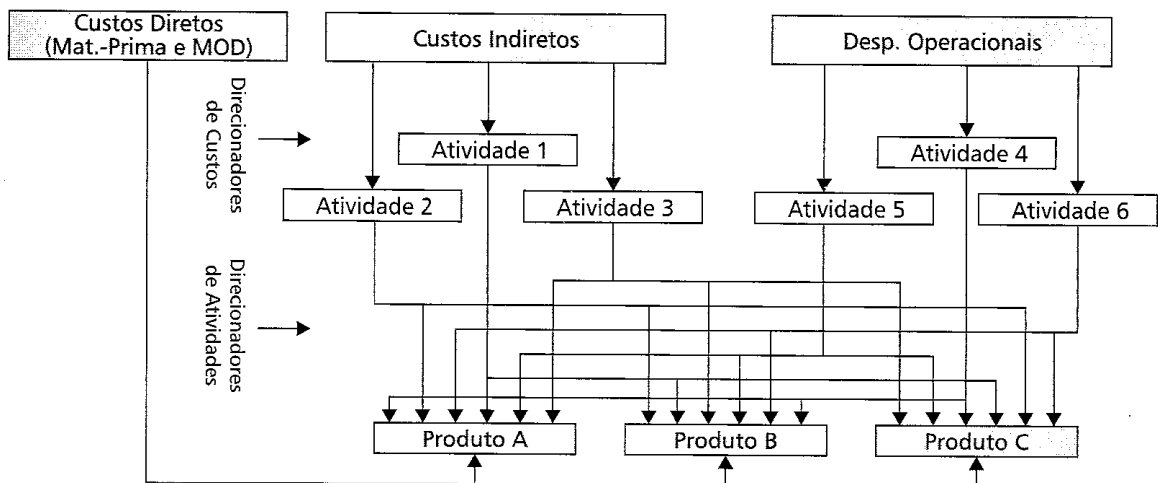 Custos Diretos
(Mat.-Prima e MOD)
Custos Indiretos
Desp. Operacionais
Direcionadores
de Custos
Atividade 1
Atividade 4
Atividade 2
Atividade 3
Atividade 5
Atividade 6
Direcionadores
de Atividades
Produto A
Produto B
Produto C